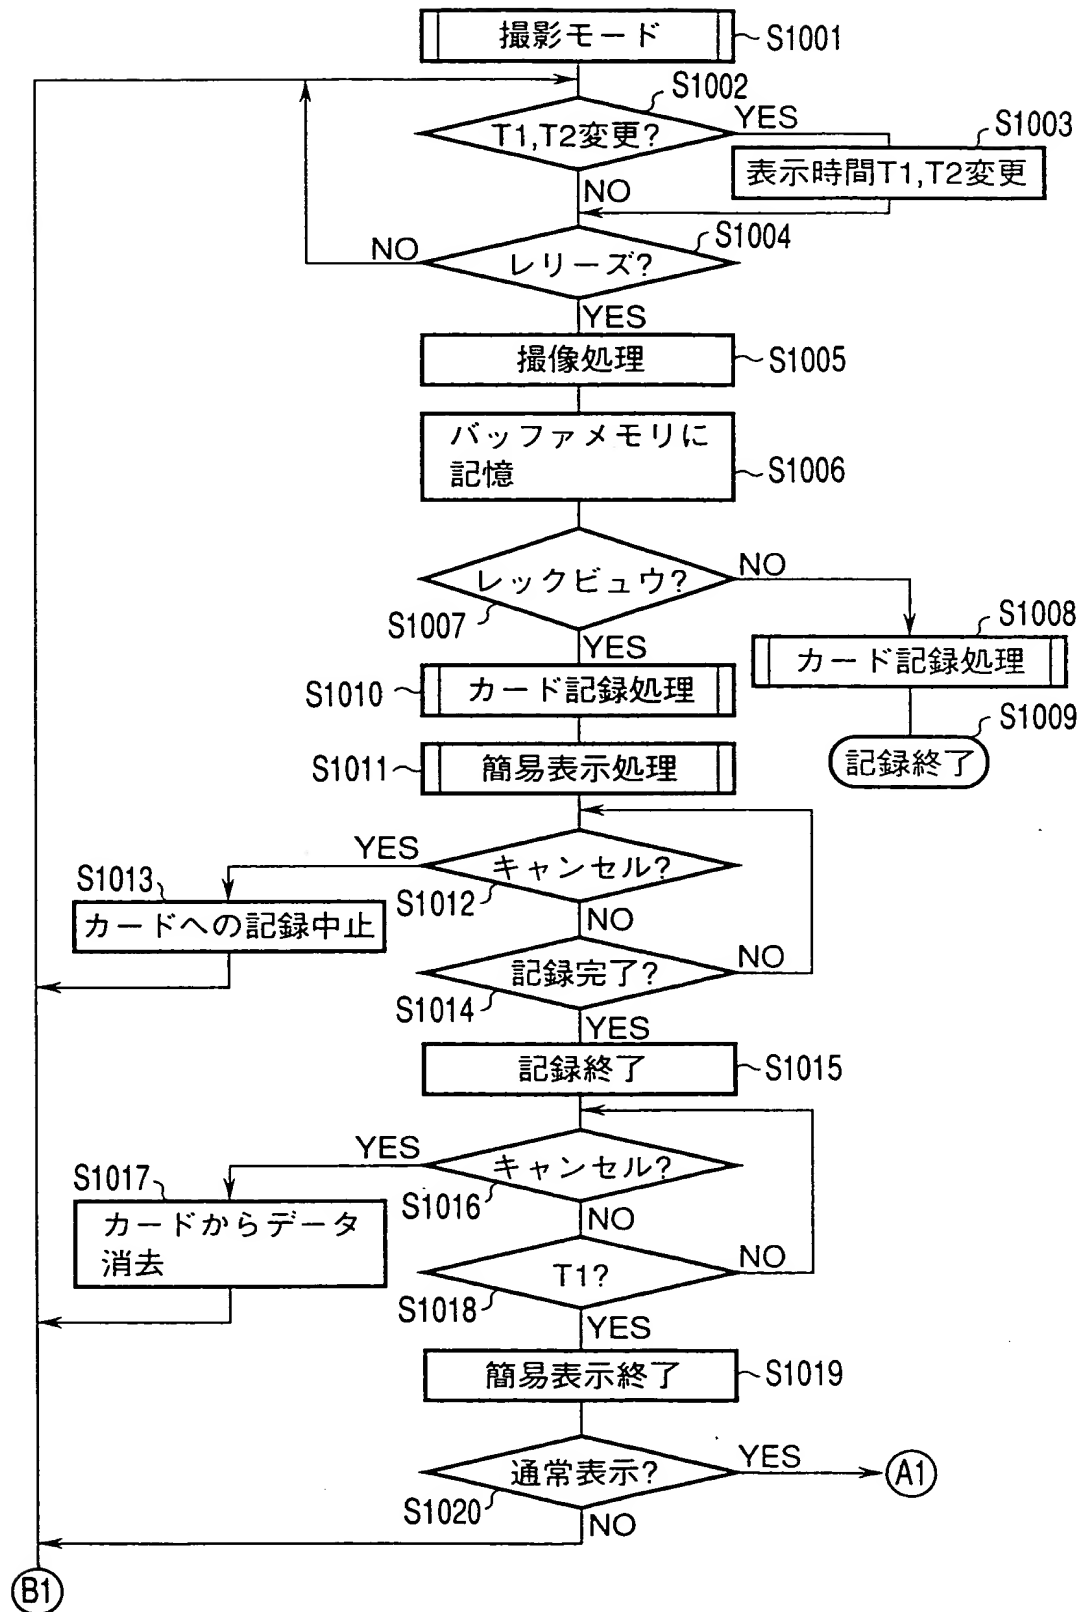 撮影モード
S1001
S1002
T1,T2変更?
YES
S1003
表示時間T1,T2変更
NO
S1004
NO
レリーズ?
YES
撮像処理
S1005
バッファメモリに
記憶
S1006
レックビュウ?
NO
S1007
YES
S1008
カード記録処理
S1010
カード記録処理
S1009
記録終了
S1011
簡易表示処理
YES
キャンセル?
S1012
S1013
カードへの記録中止
NO
記録完了?
NO
S1014
YES
記録終了
S1015
YES
キャンセル?
S1016
S1017
カードからデータ
消去
NO
T1?
NO
S1018
YES
簡易表示終了
S1019
通常表示?
YES
A1
S1020
NO
B1